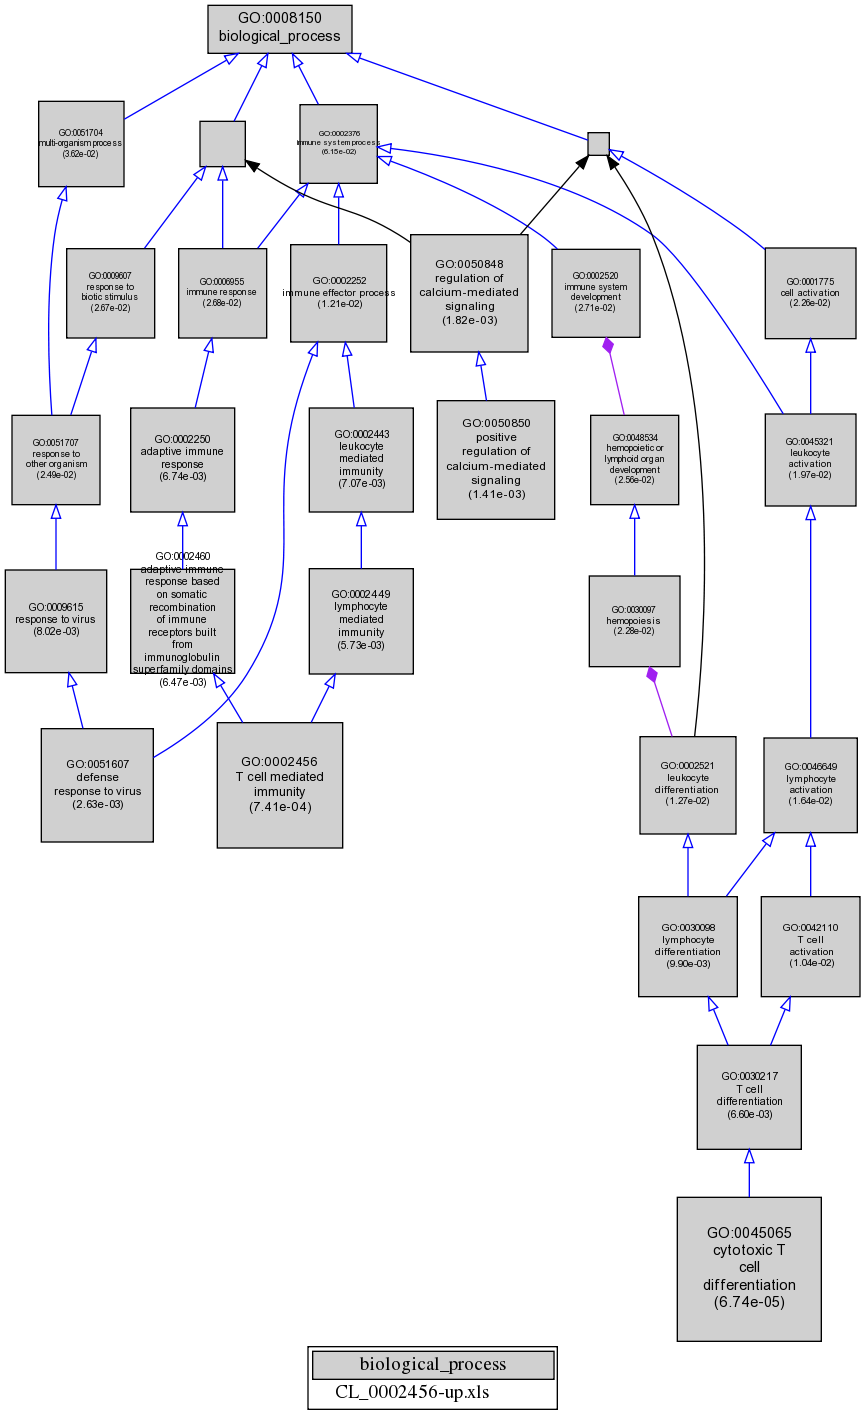 GO:0008150
biological_process
GO:0051704
multi-organism process
(3.62e-02)
GO:0002376
immune system process
(6.15e-02)
GO:0009607
response to
biotic stimulus
(2.67e-02)
GO:0006955
immune response
(2.68e-02)
GO:0002252
immune effector process
(1.21e-02)
GO:0050848
regulation of
calcium-mediated
signaling
(1.82e-03)
GO:0002520
immune system
development
(2.71e-02)
GO:0001775
cell activation
(2.26e-02)
GO:0051707
response to
other organism
(2.49e-02)
GO:0002250
adaptive immune
response
(6.74e-03)
GO:0002443
leukocyte
mediated
immunity
(7.07e-03)
GO:0050850
positive
regulation of
calcium-mediated
signaling
(1.41e-03)
GO:0048534
hemopoietic or
lymphoid organ
development
(2.56e-02)
GO:0045321
leukocyte
activation
(1.97e-02)
GO:0009615
response to virus
(8.02e-03)
GO:0002460
adaptive immune
response based
on somatic
recombination
of immune
receptors built
from
immunoglobulin
superfamily domains
(6.47e-03)
GO:0002449
lymphocyte
mediated
immunity
(5.73e-03)
GO:0030097
hemopoiesis
(2.28e-02)
GO:0051607
defense
response to virus
(2.63e-03)
GO:0002456
T cell mediated
immunity
(7.41e-04)
GO:0002521
leukocyte
differentiation
(1.27e-02)
GO:0046649
lymphocyte
activation
(1.64e-02)
GO:0030098
lymphocyte
differentiation
(9.90e-03)
GO:0042110
T cell
activation
(1.04e-02)
GO:0030217
T cell
differentiation
(6.60e-03)
GO:0045065
cytotoxic T
cell
differentiation
(6.74e-05)
biological_process
CL_0002456-up.xls